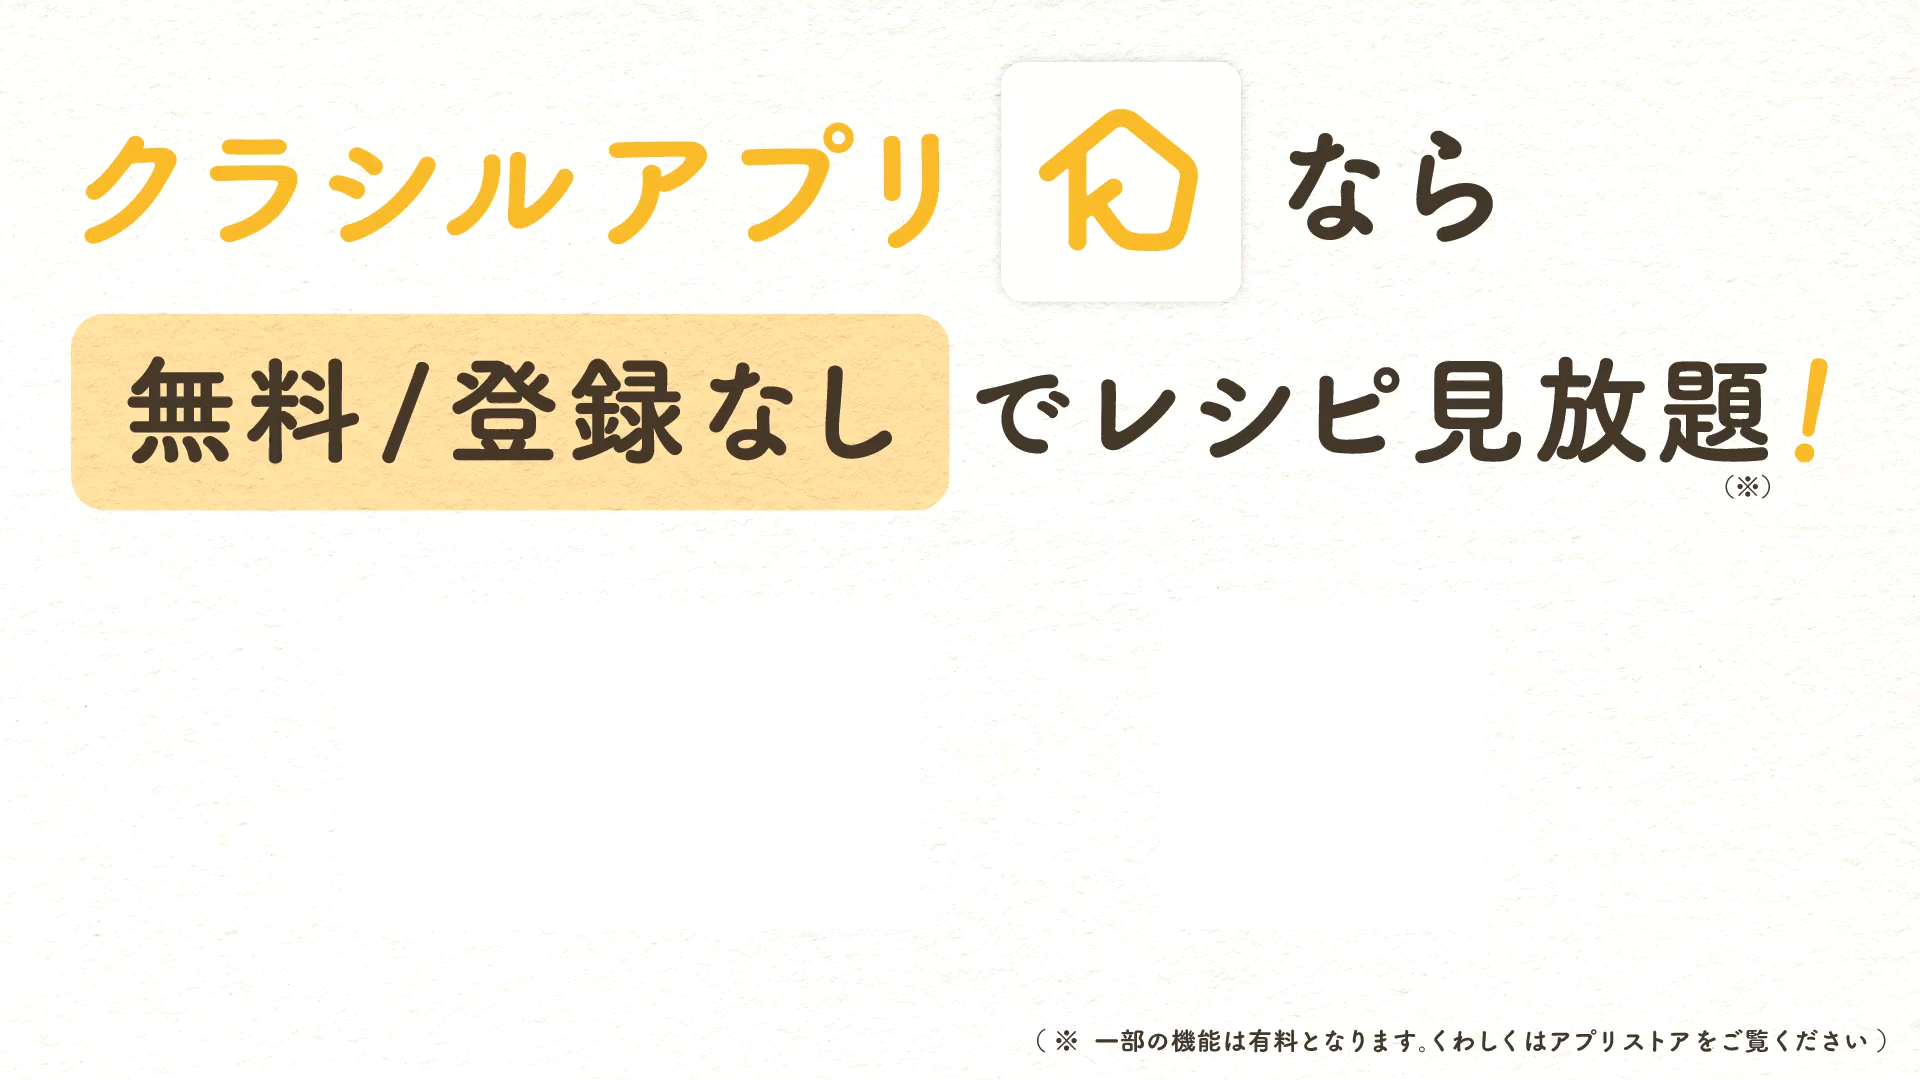 クラシルアプリ なら
無料/登録なし でレシピ見放題!
(※)
(※ 一部の機能は有料となります。くわしくはアプリストアをご覧ください)